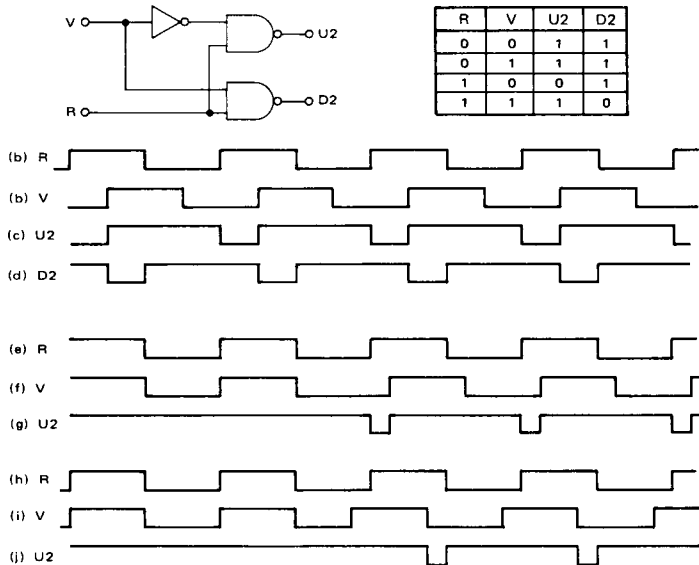 V
U2
R
D2
R V U2 D2
0 0 1 1
0 1 1 1
1 0 0 1
1 1 1 0
(b) R
(b) V
(c) U2
(d) D2
(e) R
(f) V
(g) U2
(h) R
(i) V
(j) U2